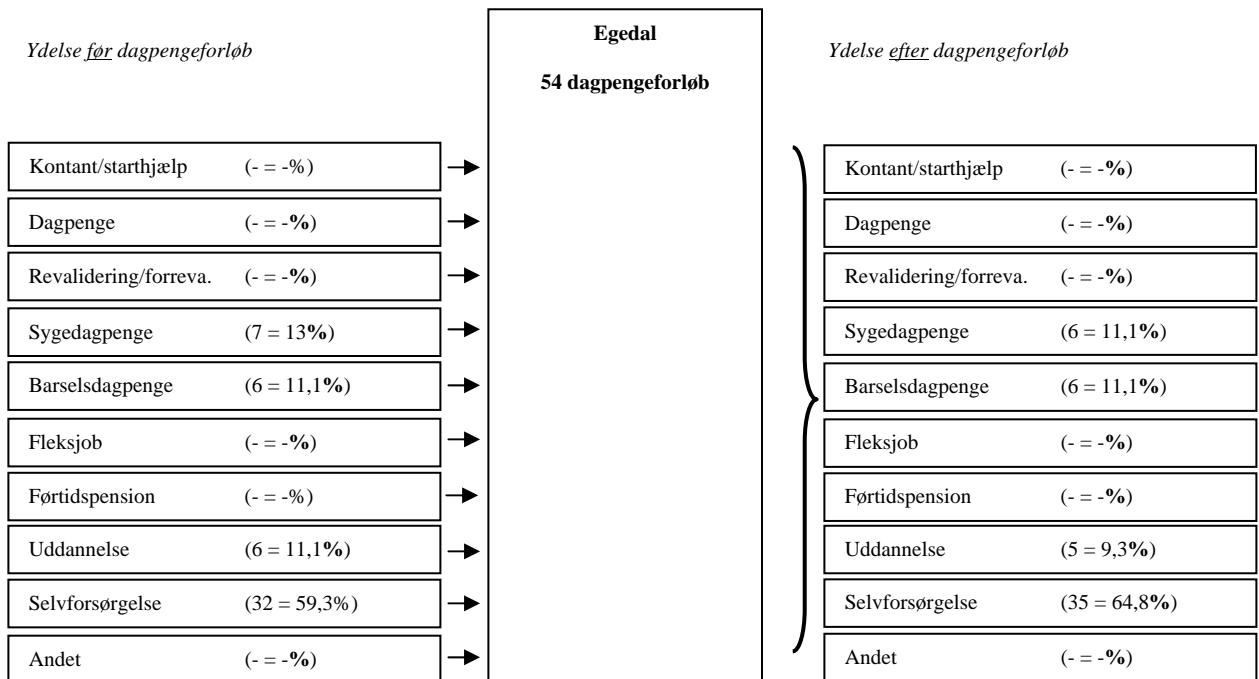 Ydelse før dagpengeforløb
Egedal
54 dagpengeforløb
Ydelse efter dagpengeforløb
Kontant/starthjælp (- = -%)
Dagpenge (- = -%)
Revalidering/forreva. (- = -%)
Sygedagpenge (7 = 13%)
Barselsdagpenge (6 = 11,1%)
Fleksjob (- = -%)
Førtidspension (- = -%)
Uddannelse (6 = 11,1%)
Selvforsørgelse (32 = 59,3%)
Andet (- = -%)
Kontant/starthjælp (- = -%)
Dagpenge (- = -%)
Revalidering/forreva. (- = -%)
Sygedagpenge (6 = 11,1%)
Barselsdagpenge (6 = 11,1%)
Fleksjob (- = -%)
Førtidspension (- = -%)
Uddannelse (5 = 9,3%)
Selvforsørgelse (35 = 64,8%)
Andet (- = -%)